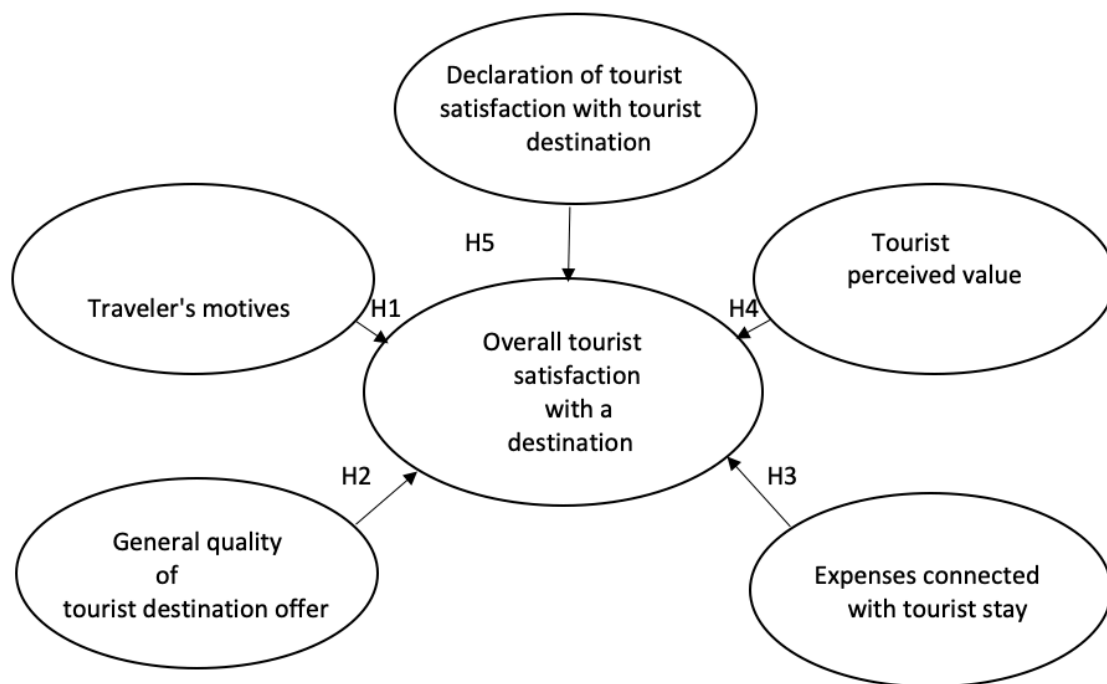 Declaration of tourist
satisfaction with tourist
destination
H5
Tourist
perceived value
Traveler's motives
H1
H4
Overall tourist
satisfaction
with a
destination
H2
H3
General quality
of
tourist destination offer
Expenses connected
with tourist stay